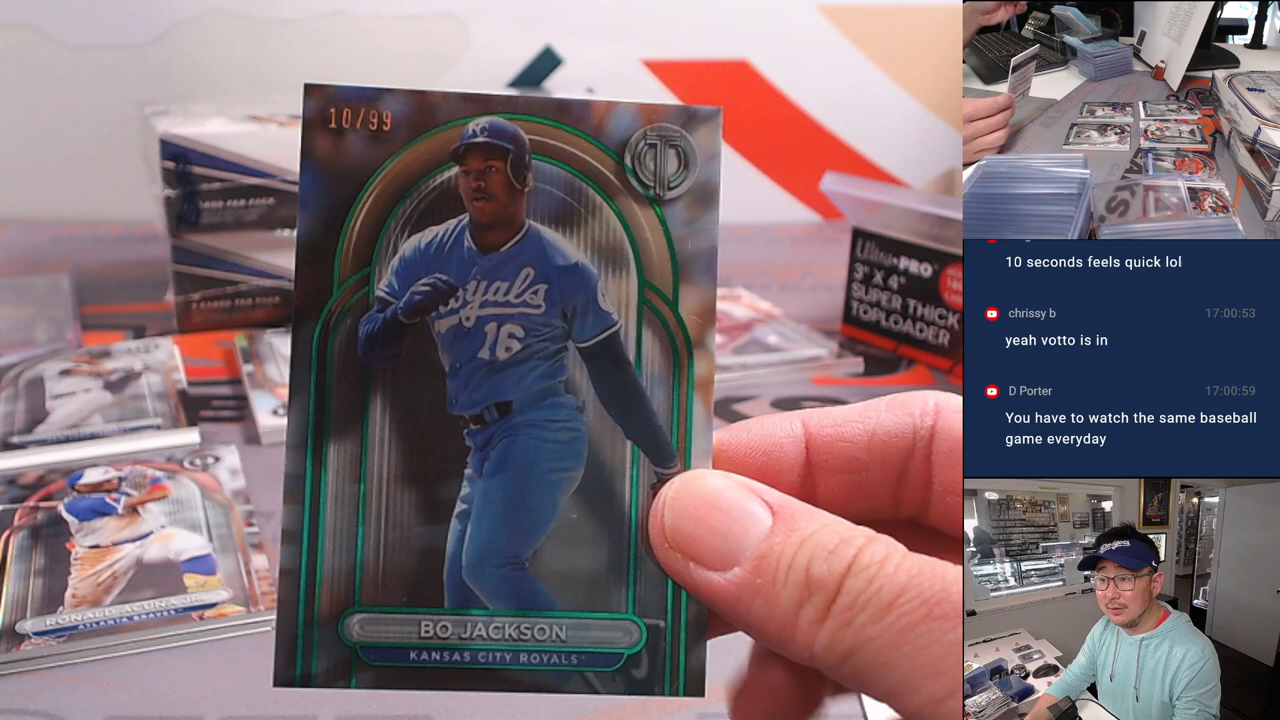 10/99
KC
Royals
16
BO JACKSON
KANSAS CITY ROYALS
RONALD ACUÑA JR.
ATLANTA BRAVES
Ultra PRO
3" X 4"
SUPER THICK
TOPLOADER
10 seconds feels quick lol
chrissy b 17:00:53
yeah votto is in
D Porter 17:00:59
You have to watch the same baseball
game everyday
Dodgers